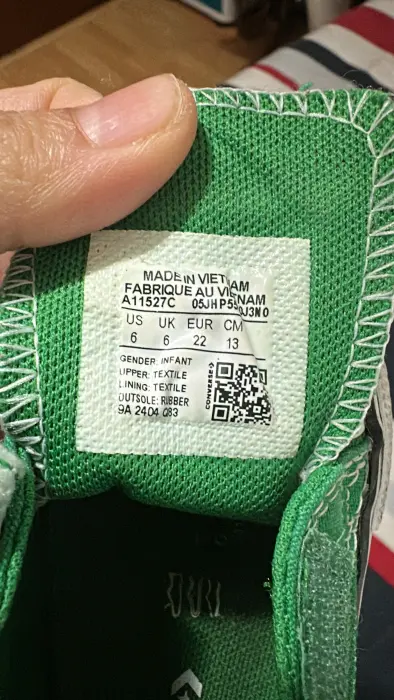 MADE IN VIETNAM
FABRIQUE AU VIETNAM
A11527C
US UK EUR CM
6 6 22 13
GENDER: INFANT
UPPER: TEXTILE
LINING: TEXTILE
OUTSOLE: RUBBER
9A 2404 083
CONVERSE®